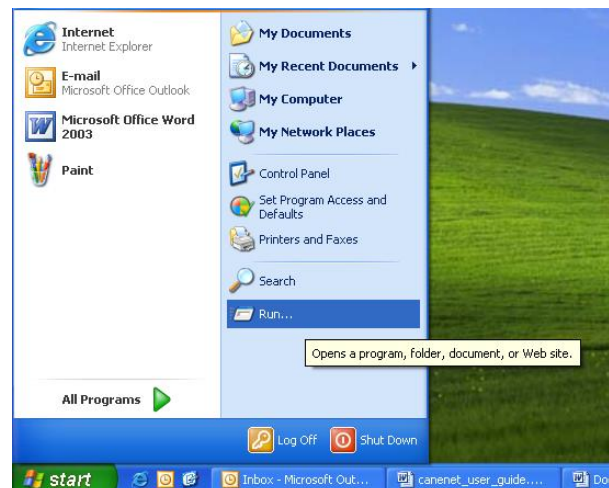 Internet
Internet Explorer
E-mail
Microsoft Office Outlook
Microsoft Office Word
2003
Paint
All Programs
My Documents
My Recent Documents
My Computer
My Network Places
Control Panel
Set Program Access and
Defaults
Printers and Faxes
Search
Run...
Opens a program, folder, document, or Web site.
Log Off
Shut Down
start
Inbox - Microsoft Out...
canenet_user_guide....
Do